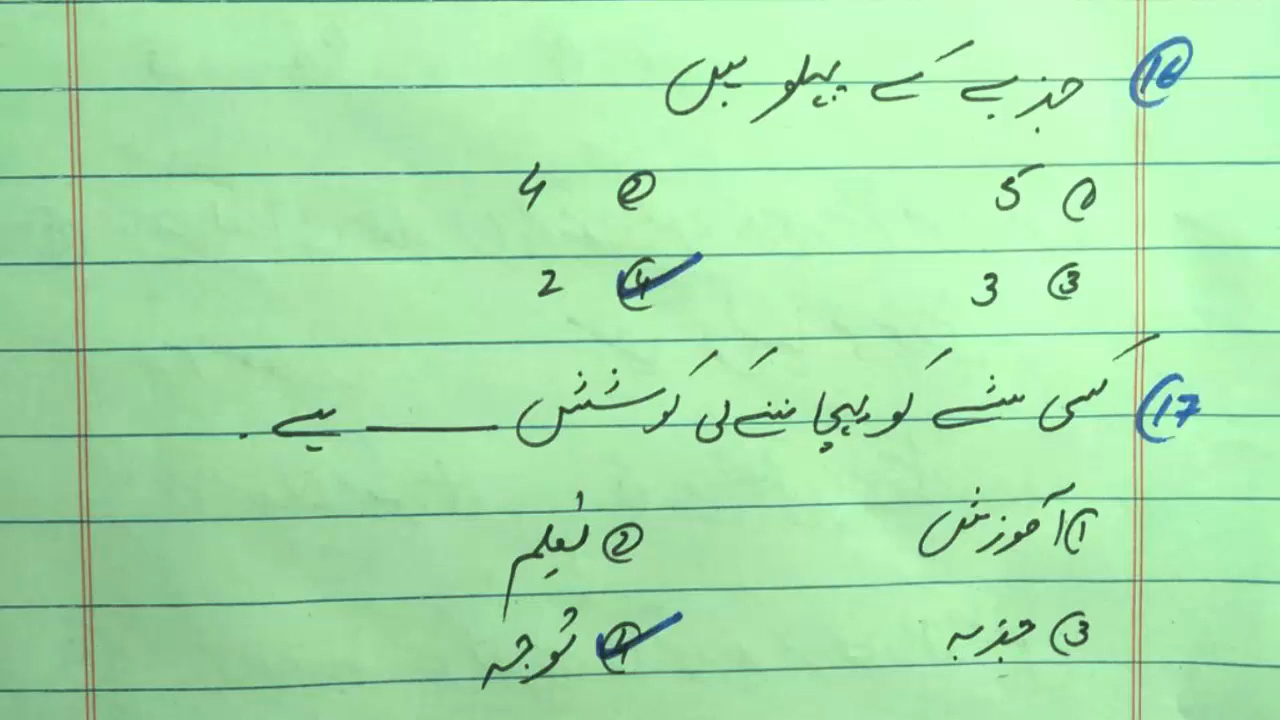 16 جذبے کے پہلو ہیں
1 5 2 4
3 3 4 2
17 کسی شے کو پہچاننے کی کوشش ____ ہے.
1 آموزش 2 تعلیم
3 جذبہ 4 توجہ